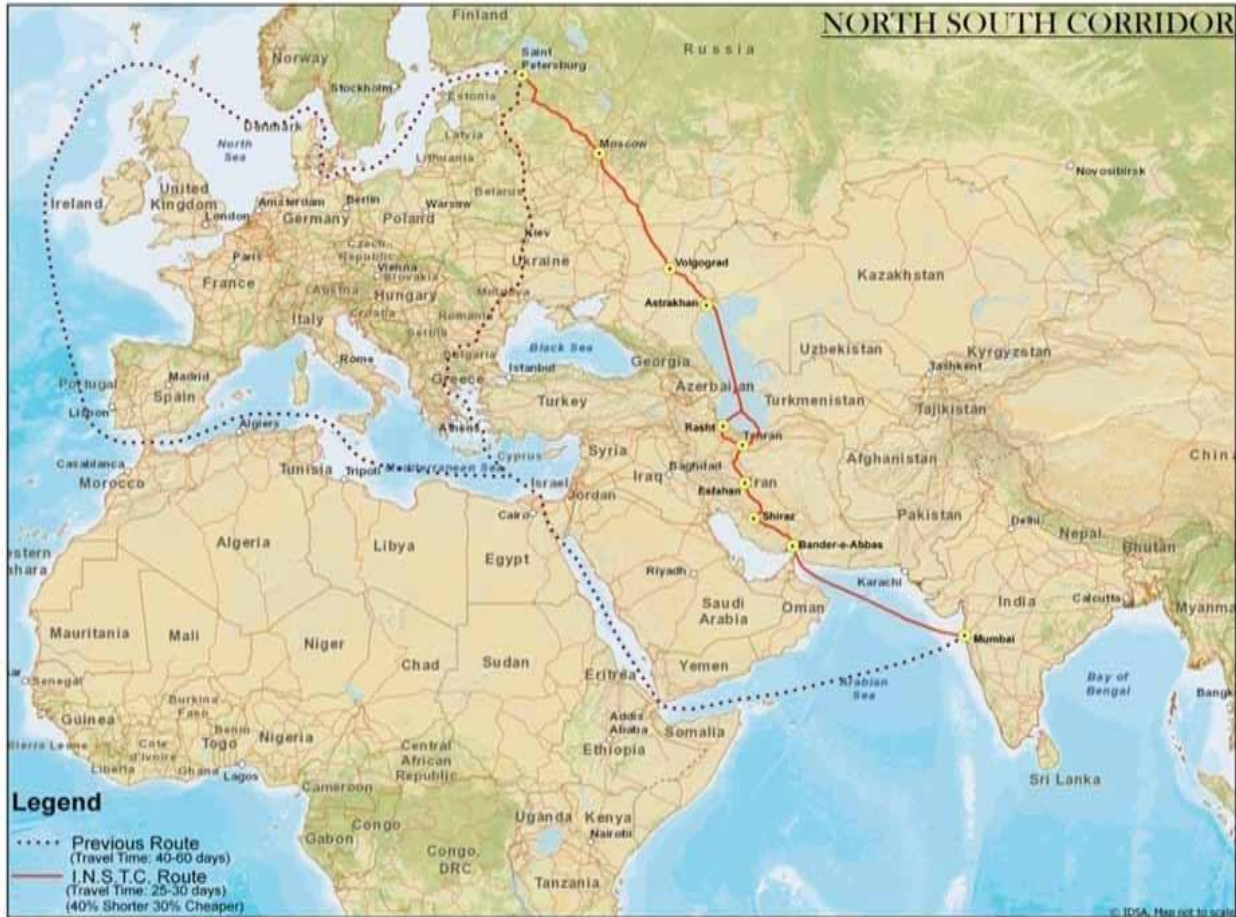 NORTH SOUTH CORRIDOR
Finland
Russia
Norway
Saint
Petersburg
Stockholm
Estonia
Denmark
North
Sea
Latvia
Lithuania
Moscow
Novosibirsk
Ireland
United
Kingdom
London
Amsterdam
Germany
Berlin
Poland
Warsaw
Belarus
Paris
France
Czech
Republic
Vienna
Slovakia
Austria
Hungary
Kiev
Ukraine
Moldova
Volgograd
Astrakhan
Kazakhstan
Italy
Croatia
Romania
Serbia
Bulgaria
Black Sea
Georgia
Uzbekistan
Kyrgyzstan
Tashkent
Portugal
Madrid
Spain
Lisbon
Rome
Greece
Istanbul
Turkey
Athens
Azerbaijan
Turkmenistan
Tajikistan
Rasht
Tehran
Algiers
Casablanca
Morocco
Tunisia
Tripoli
Mediterranean Sea
Cyprus
Syria
Israel
Jordan
Iraq
Baghdad
Iran
Esfahan
Shiraz
Afghanistan
China
Pakistan
Delhi
Nepal
Bhutan
Cairo
Bander-e-Abbas
estern
ahara
Algeria
Libya
Egypt
Riyadh
Saudi
Arabia
Oman
Karachi
India
Calcutta
Myanma
Mumbai
Mauritania
Mali
Niger
Chad
Sudan
Eritrea
Yemen
Arabian
Sea
Bay of
Bengal
Bangk
Senegal
Burkina
Faso
Guinea
Benin
Togo
Nigeria
Addis
Ababa
Ethiopia
Somalia
Sierra Leone
Cote
d'Ivoire
Liberia
Ghana
Lagos
Central
African
Republic
Cameroon
Sri Lanka
Legend
Previous Route
(Travel Time: 40-60 days)
I.N.S.T.C. Route
(Travel Time: 25-30 days)
(40% Shorter 30% Cheaper)
Gabon
Congo
Congo,
DRC
Uganda
Kenya
Nairobi
Tanzania
© IDSA, Map not to scale